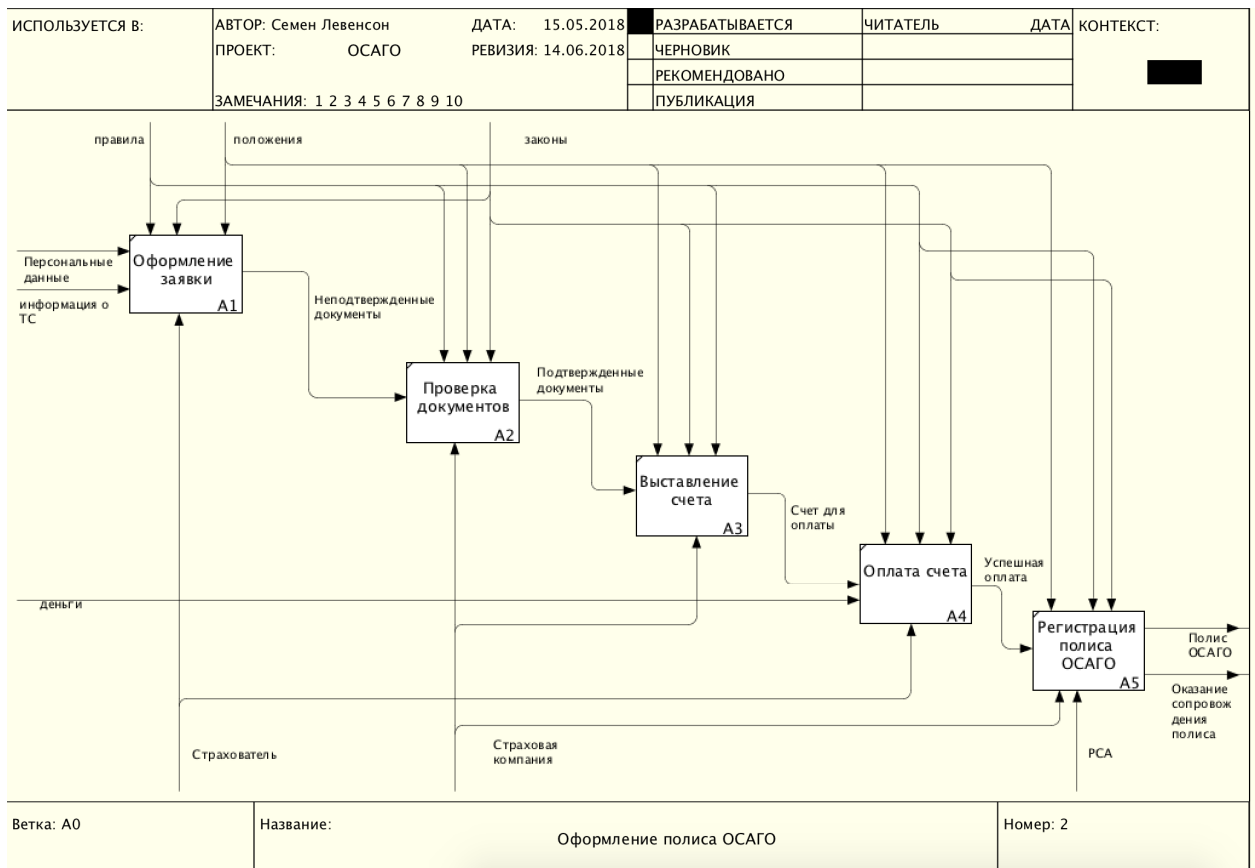 ИСПОЛЬЗУЕТСЯ В:
АВТОР: Семен Левенсон
ДАТА: 15.05.2018
РАЗРАБАТЫВАЕТСЯ
ЧИТАТЕЛЬ
ДАТА
КОНТЕКСТ:
ПРОЕКТ: ОСАГО
РЕВИЗИЯ: 14.06.2018
ЧЕРНОВИК
РЕКОМЕНДОВАНО
ЗАМЕЧАНИЯ: 1 2 3 4 5 6 7 8 9 10
ПУБЛИКАЦИЯ
правила
положения
законы
Персональные
данные
информация о
ТС
Оформление
заявки
A1
Неподтвержденные
документы
Проверка
документов
A2
Подтвержденные
документы
Выставление
счета
A3
Счет для
оплаты
Оплата счета
A4
Успешная
оплата
деньги
Регистрация
полиса
ОСАГО
A5
Полис
ОСАГО
Оказание
сопровож
дения
полиса
Страхователь
Страховая
компания
РСА
Ветка: A0
Название:
Оформление полиса ОСАГО
Номер: 2